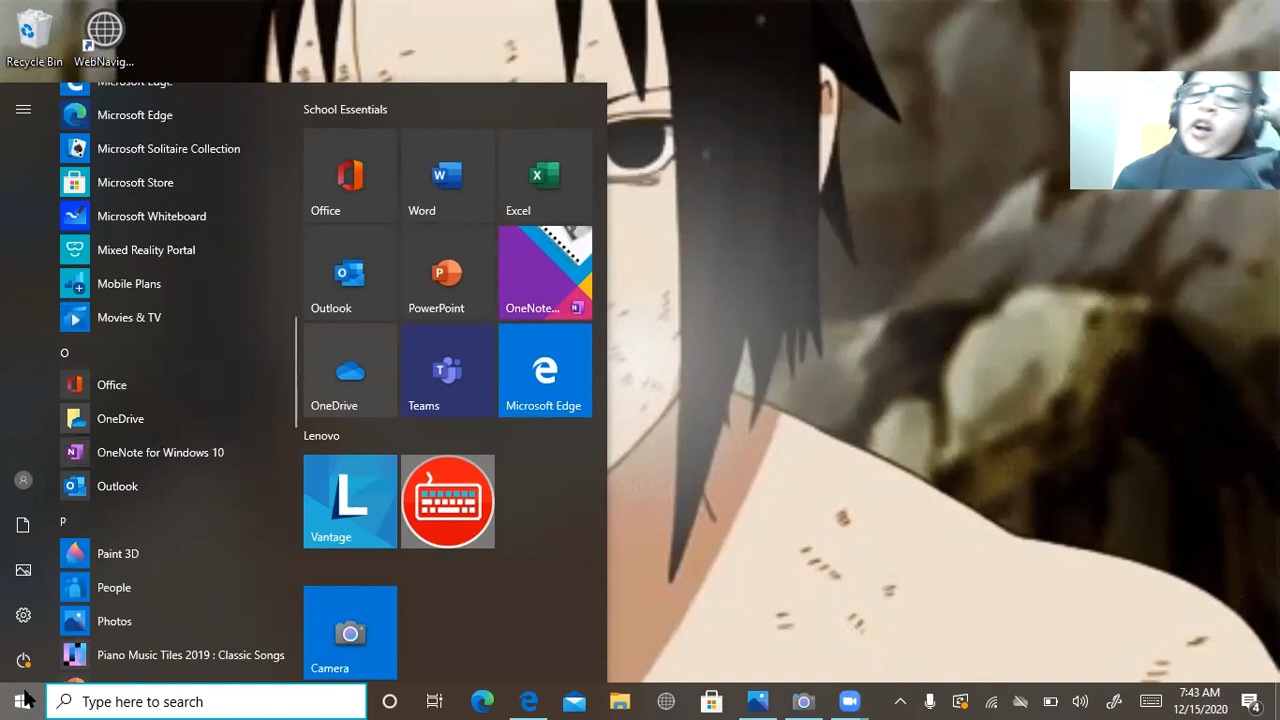 Recycle Bin
WebNavig...
Microsoft Edge
Microsoft Edge
Microsoft Solitaire Collection
Microsoft Store
Microsoft Whiteboard
Mixed Reality Portal
Mobile Plans
Movies & TV
O
Office
OneDrive
OneNote for Windows 10
Outlook
P
Paint 3D
People
Photos
Piano Music Tiles 2019 : Classic Songs
School Essentials
Office
Word
Excel
Outlook
PowerPoint
OneNote...
OneDrive
Teams
Microsoft Edge
Lenovo
Vantage
Camera
Type here to search
7:43 AM
12/15/2020
4